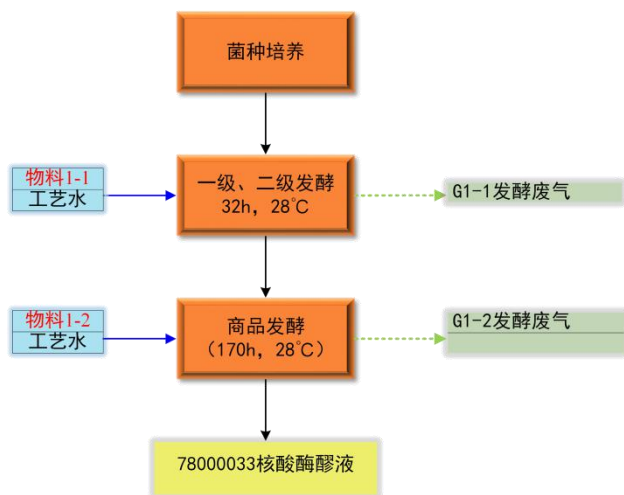 菌种培养
物料1-1
工艺水
一级、二级发酵
32h，28℃
G1-1发酵废气
物料1-2
工艺水
商品发酵
（170h，28℃）
G1-2发酵废气
78000033核酸酶醪液